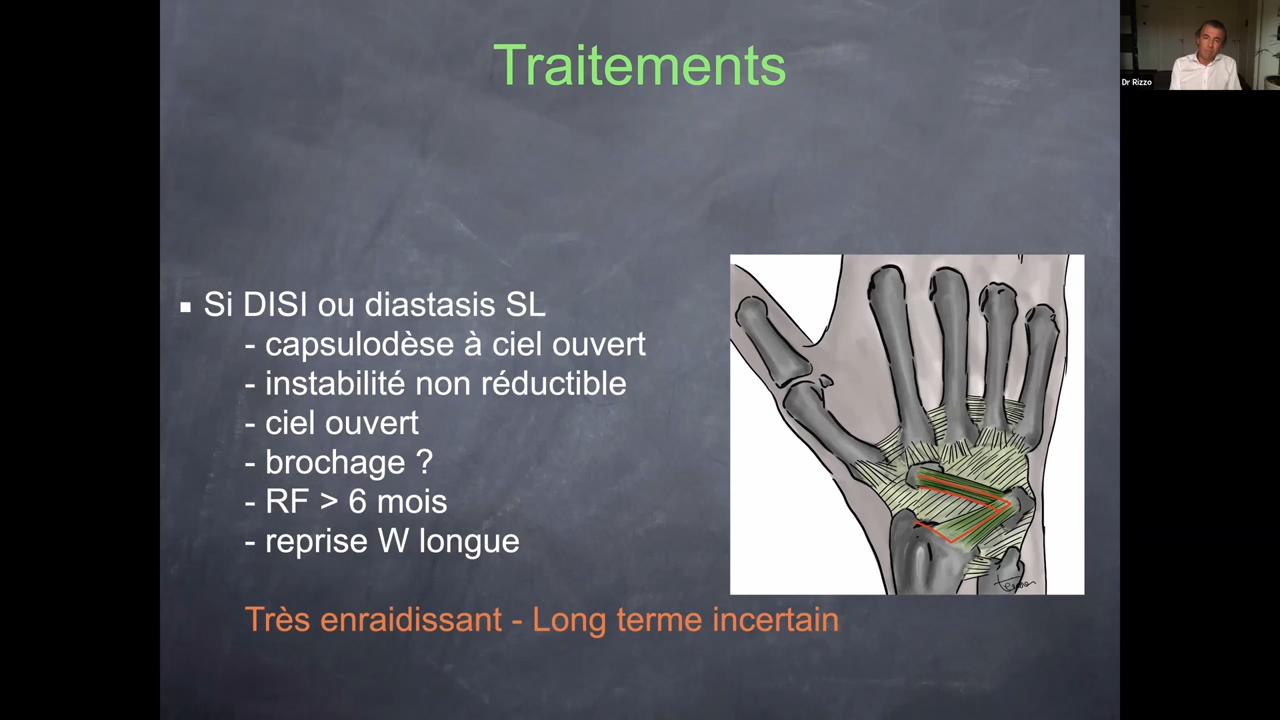 Traitements
Dr Rizzo
▪ Si DISI ou diastasis SL
- capsulodèse à ciel ouvert
- instabilité non réductible
- ciel ouvert
- brochage ?
- RF > 6 mois
- reprise W longue
Très enraidissant - Long terme incertain